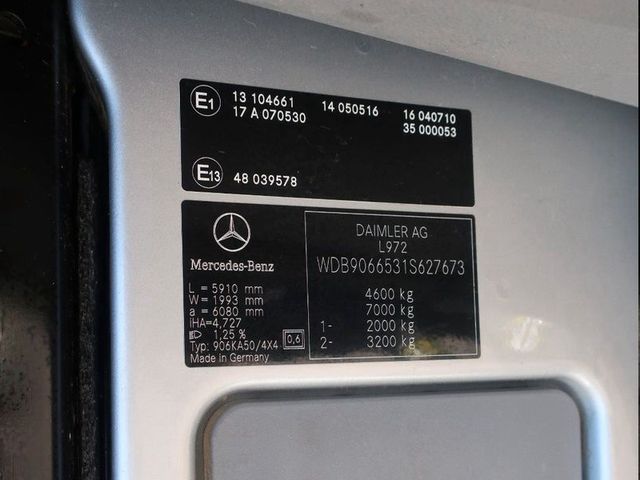 E1 13 104661 14 050516 16 040710
17 A 070530 35 000053
E13 48 039578
Mercedes-Benz
L = 5910 mm
W = 1993 mm
a = 6080 mm
iHA=4,727
1,25 %
Typ: 906KA50/4X4 0,6
Made in Germany
DAIMLER AG
L972
WDB9066531S627673
4600 kg
7000 kg
1- 2000 kg
2- 3200 kg